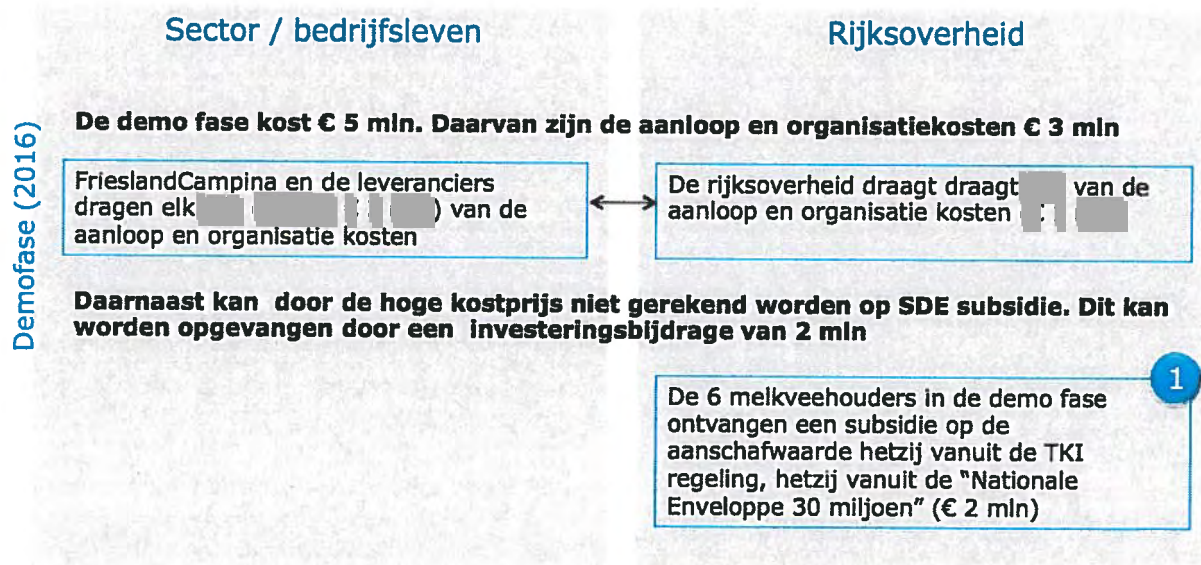 Sector / bedrijfsleven
Rijksoverheid
Demofase (2016)
De demo fase kost € 5 mln. Daarvan zijn de aanloop en organisatiekosten € 3 mln
FrieslandCampina en de leveranciers
dragen elk ) van de
aanloop en organisatie kosten
De rijksoverheid draagt draagt van de
aanloop en organisatie kosten
Daarnaast kan door de hoge kostprijs niet gerekend worden op SDE subsidie. Dit kan
worden opgevangen door een investeringsbijdrage van 2 mln
1
De 6 melkveehouders in de demo fase
ontvangen een subsidie op de
aanschafwaarde hetzij vanuit de TKI
regeling, hetzij vanuit de "Nationale
Enveloppe 30 miljoen" (€ 2 mln)